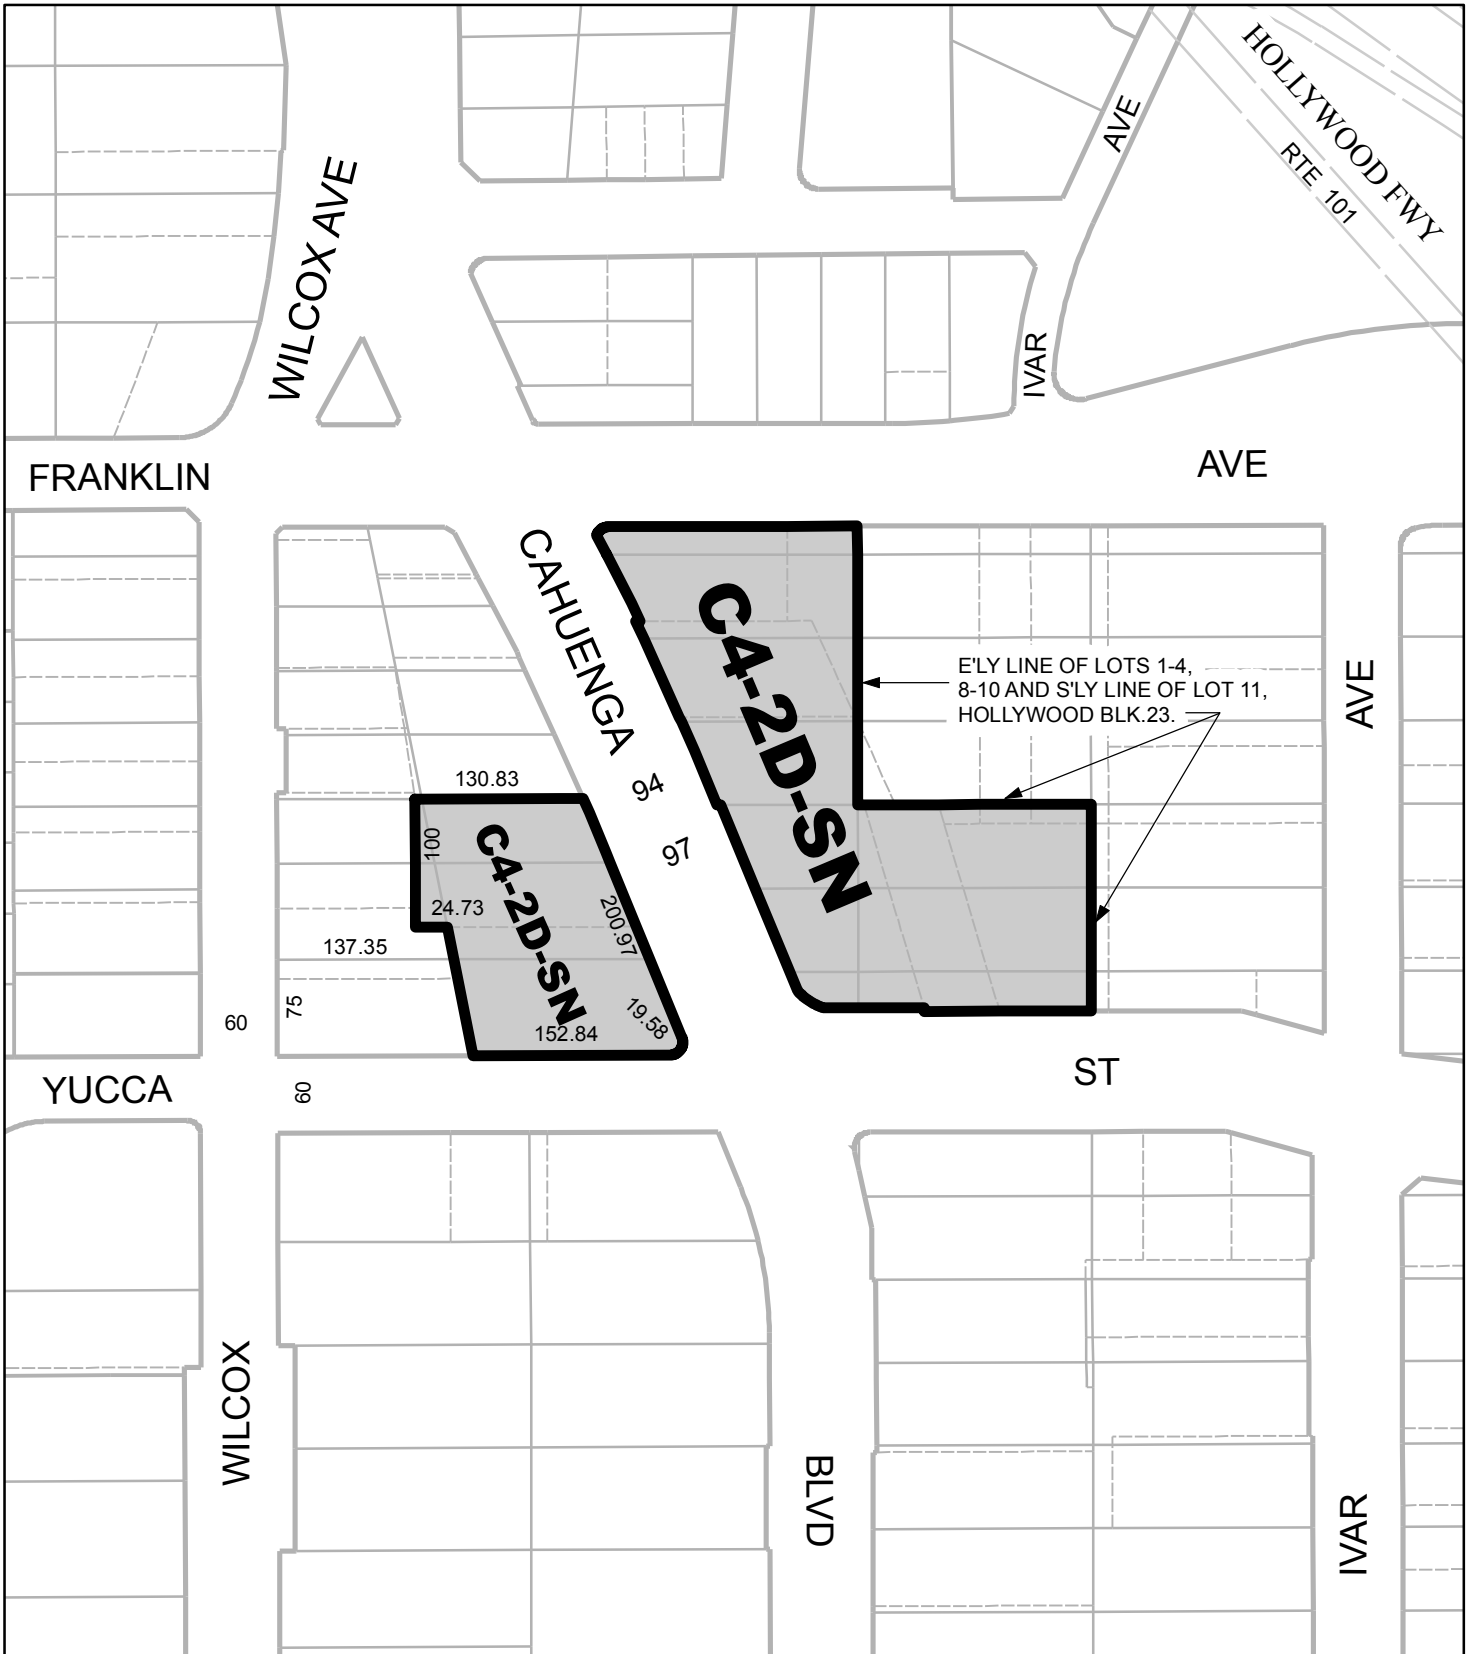 HOLLYWOOD FWY
RTE 101
AVE
WILCOX AVE
IVAR
FRANKLIN
AVE
CAHUENGA
C4-2D-SN
E'LY LINE OF LOTS 1-4,
8-10 AND S'LY LINE OF LOT 11,
HOLLYWOOD BLK.23.
AVE
130.83
94
97
100
C4-2D-SN
24.73
200.97
137.35
75
60
19.58
152.84
YUCCA
60
ST
WILCOX
BLVD
IVAR